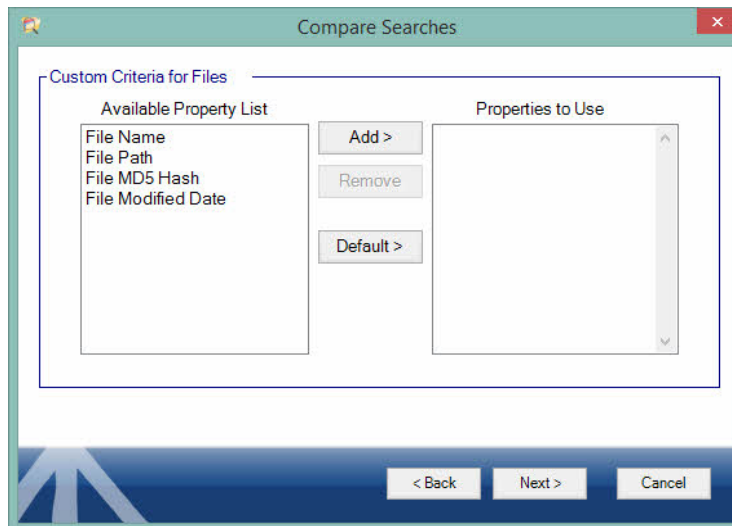 Compare Searches
Custom Criteria for Files
Available Property List
File Name
File Path
File MD5 Hash
File Modified Date
Add >
Remove
Default >
Properties to Use
< Back
Next >
Cancel